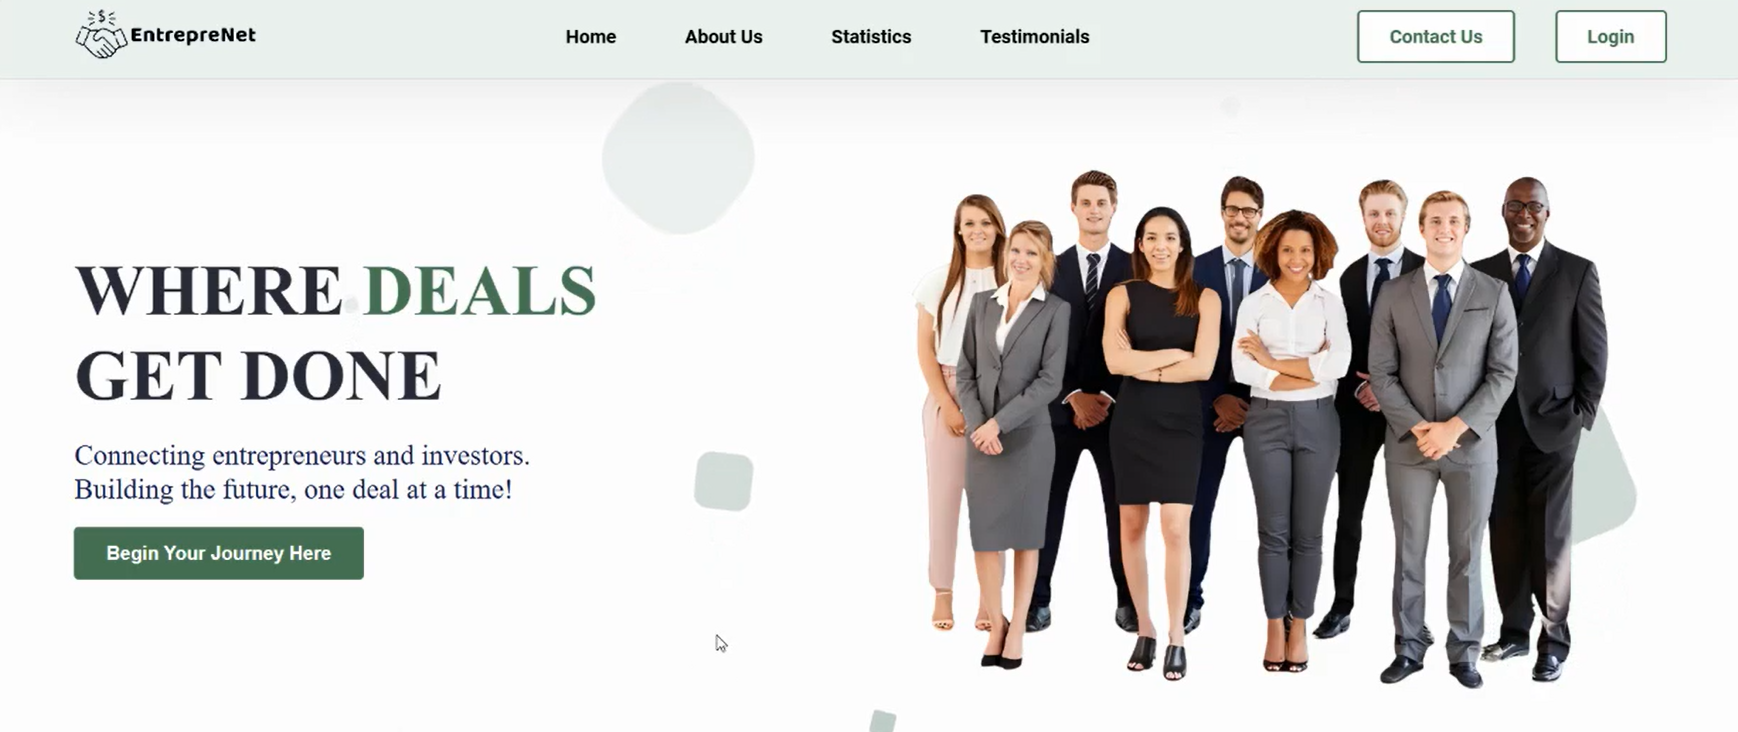 $
EntrepreNet
Home
About Us
Statistics
Testimonials
Contact Us
Login
WHERE DEALS
GET DONE
Connecting entrepreneurs and investors.
Building the future, one deal at a time!
Begin Your Journey Here